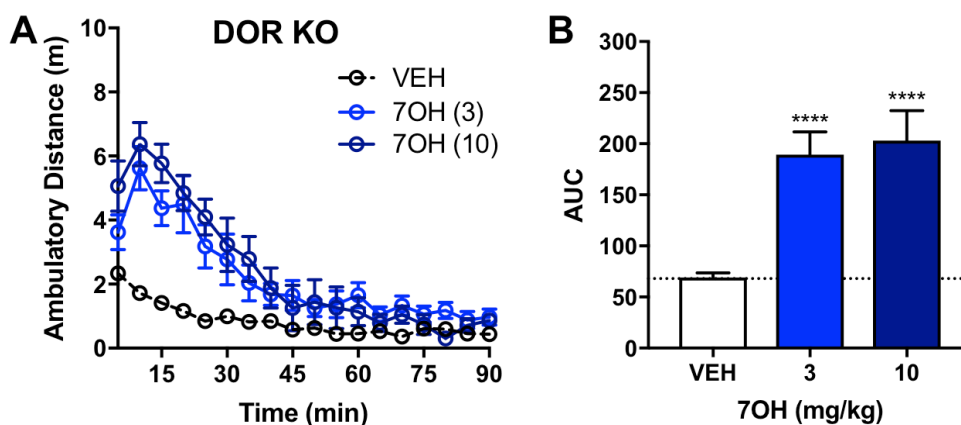 A
DOR KO
Ambulatory Distance (m)
10
8
6
4
2
0
VEH
7OH (3)
7OH (10)
15 30 45 60 75 90
Time (min)
B
AUC
300
250
200
150
100
50
0
**** ****
VEH 3 10
7OH (mg/kg)